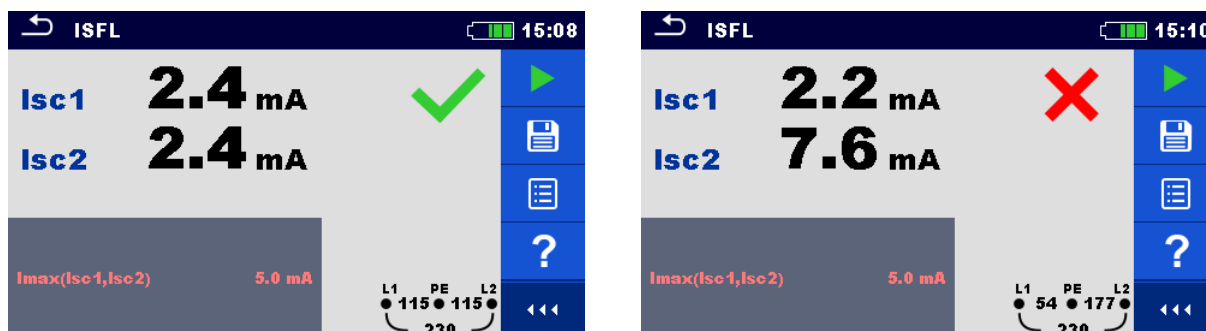 ISFL 15:08
Isc1 2.4 mA
Isc2 2.4 mA
Imax(Isc1,Isc2) 5.0 mA
?
L1 PE L2
115 115
230
ISFL 15:10
Isc1 2.2 mA
Isc2 7.6 mA
Imax(Isc1,Isc2) 5.0 mA
?
L1 PE L2
54 177
230